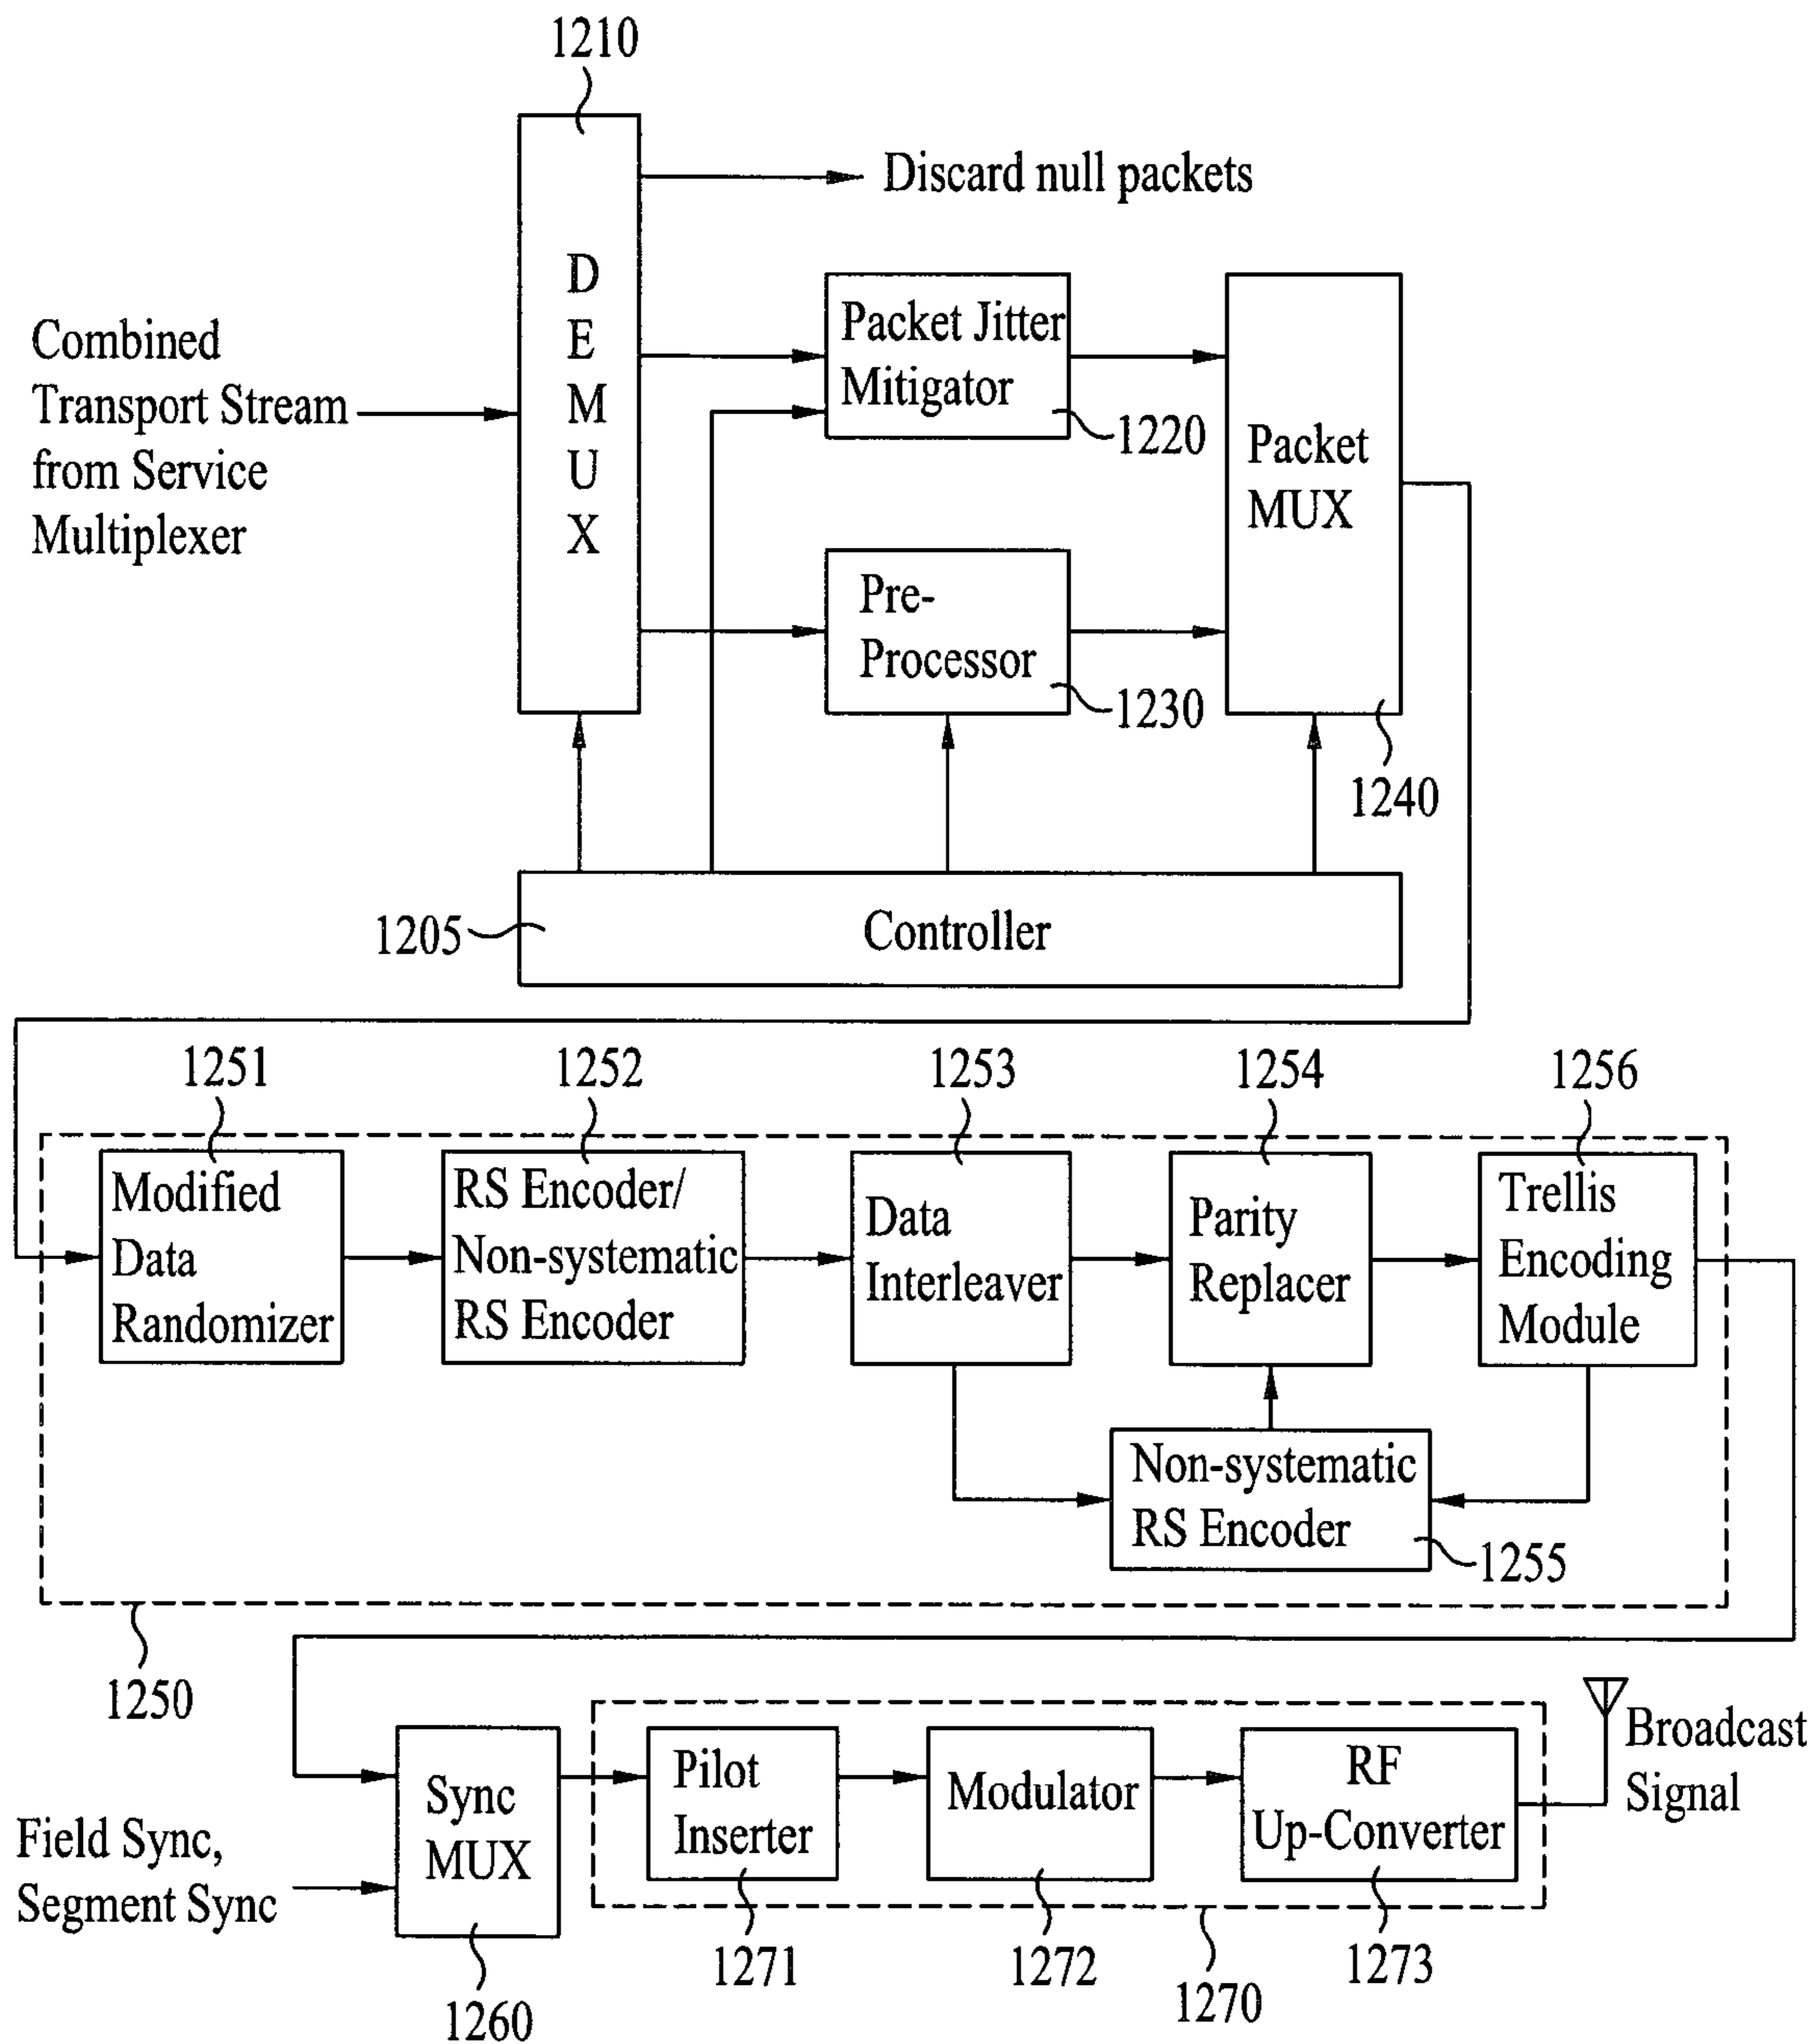 1210
Discard null packets
D
E
M
U
X
Combined
Transport Stream
from Service
Multiplexer
Packet Jitter
Mitigator
1220
Packet
MUX
Pre-
Processor
1230
1240
1205
Controller
1251
1252
1253
1254
1256
Modified
Data
Randomizer
RS Encoder/
Non-systematic
RS Encoder
Data
Interleaver
Parity
Replacer
Trellis
Encoding
Module
Non-systematic
RS Encoder
1255
1250
Sync
MUX
Pilot
Inserter
Modulator
RF
Up-Converter
Broadcast
Signal
Field Sync,
Segment Sync
1260
1271
1272
1270
1273